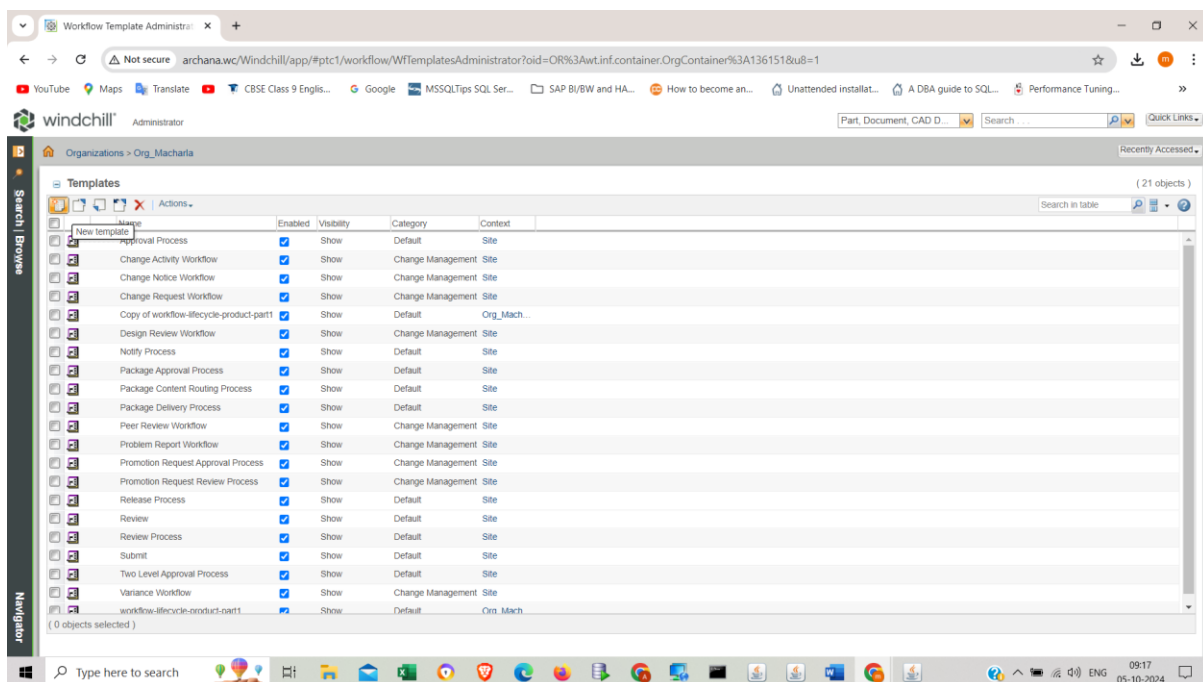 Workflow Template Administrat
Not secure archana.wc/Windchill/app/#ptc1/workflow/WfTemplatesAdministrator?oid=OR%3Awt.inf.container.OrgContainer%3A136151&u8=1
YouTube Maps Translate CBSE Class 9 Englis... G Google MSSQLTips SQL Ser... SAP BI/BW and HA... How to become an... Unattended installat... A DBA guide to SQL... Performance Tuning...
windchill Administrator Part, Document, CAD D... Search . . . Quick Links
Organizations > Org_Macharla Recently Accessed
Search | Browse
Templates ( 21 objects )
Actions Search in table
Name Enabled Visibility Category Context
New template
Approval Process Show Default Site
Change Activity Workflow Show Change Management Site
Change Notice Workflow Show Change Management Site
Change Request Workflow Show Change Management Site
Copy of workflow-lifecycle-product-part1 Show Default Org_Mach...
Design Review Workflow Show Change Management Site
Notify Process Show Default Site
Package Approval Process Show Default Site
Package Content Routing Process Show Default Site
Package Delivery Process Show Default Site
Peer Review Workflow Show Change Management Site
Problem Report Workflow Show Change Management Site
Promotion Request Approval Process Show Change Management Site
Promotion Request Review Process Show Change Management Site
Release Process Show Default Site
Review Show Default Site
Review Process Show Default Site
Submit Show Default Site
Two Level Approval Process Show Default Site
Variance Workflow Show Change Management Site
workflow-lifecycle-product-part1 Show Default Org_Mach
( 0 objects selected )
Navigator
Type here to search ENG 09:17
05-10-2024